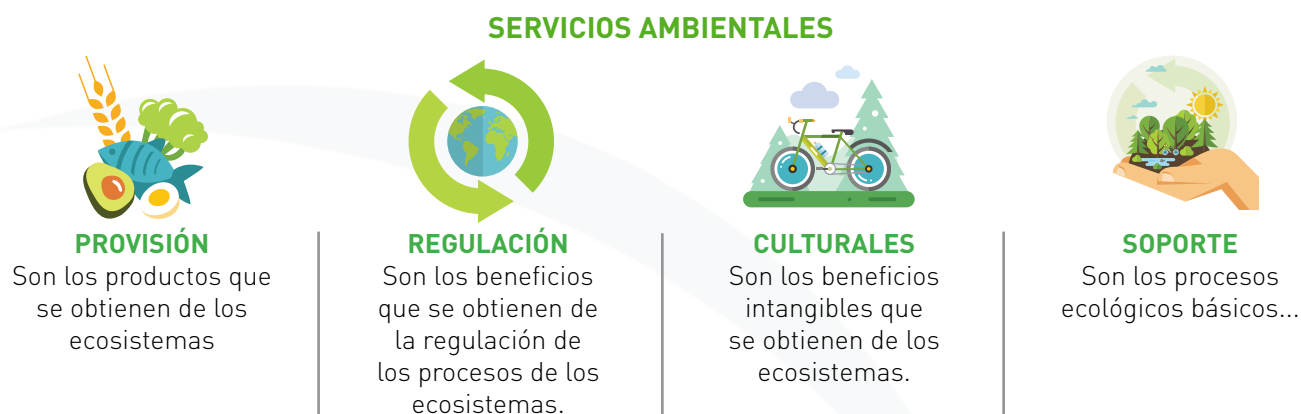 SERVICIOS AMBIENTALES
PROVISIÓN
Son los productos que
se obtienen de los
ecosistemas
REGULACIÓN
Son los beneficios
que se obtienen de
la regulación de
los procesos de los
ecosistemas.
CULTURALES
Son los beneficios
intangibles que
se obtienen de los
ecosistemas.
SOPORTE
Son los procesos
ecológicos básicos...